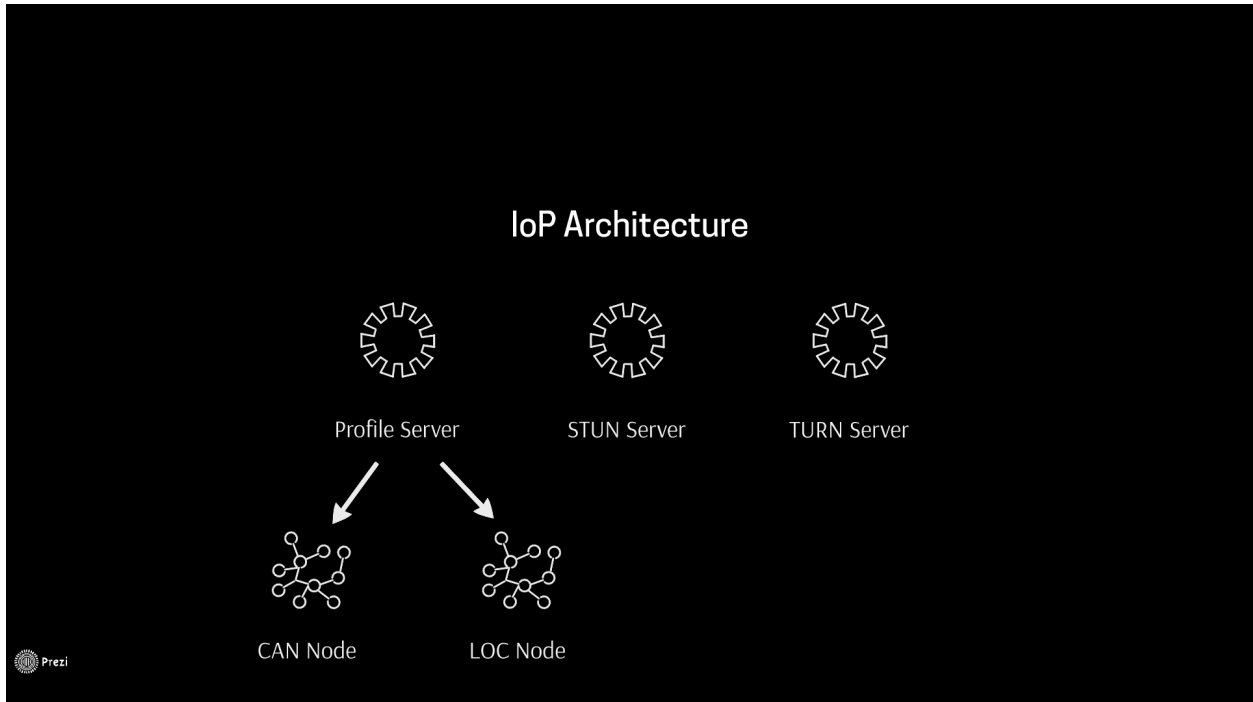 IoP Architecture
Profile Server
STUN Server
TURN Server
CAN Node
LOC Node
Prezi